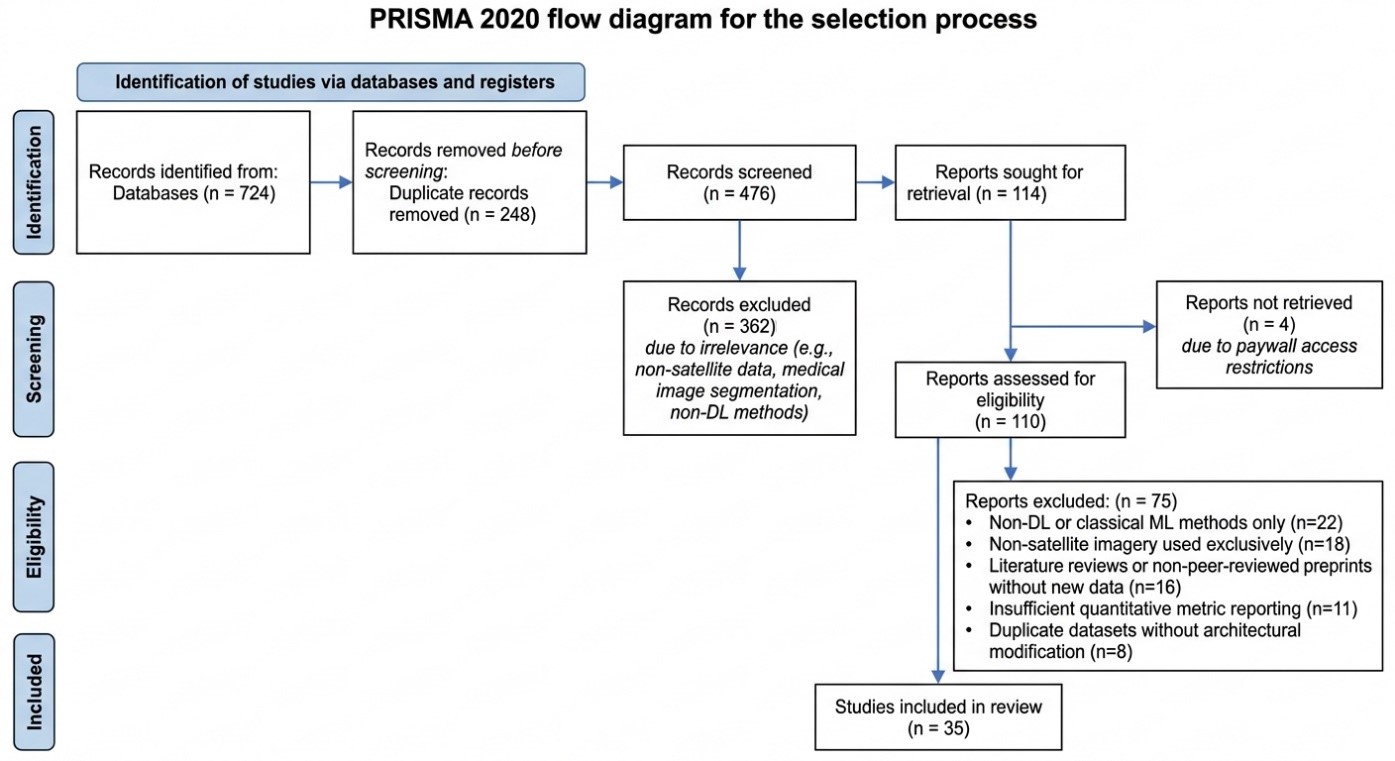 PRISMA 2020 flow diagram for the selection process
Identification of studies via databases and registers
Identification
Records identified from:
Databases (n = 724)
Records removed before
screening:
Duplicate records
removed (n = 248)
Records screened
(n = 476)
Reports sought for
retrieval (n = 114)
Screening
Records excluded
(n = 362)
due to irrelevance (e.g.,
non-satellite data, medical
image segmentation,
non-DL methods)
Reports not retrieved
(n = 4)
due to paywall access
restrictions
Reports assessed for
eligibility
(n = 110)
Eligibility
Reports excluded: (n = 75)
• Non-DL or classical ML methods only (n=22)
• Non-satellite imagery used exclusively (n=18)
• Literature reviews or non-peer-reviewed preprints
without new data (n=16)
• Insufficient quantitative metric reporting (n=11)
• Duplicate datasets without architectural
modification (n=8)
Included
Studies included in review
(n = 35)